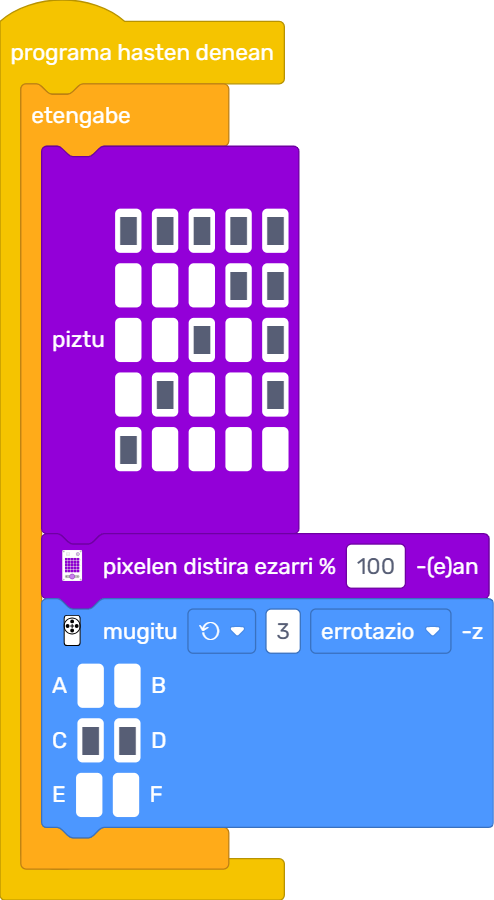 programa hasten denean
etengabe
piztu
pixelen distira ezarri % 100 -(e)an
mugitu 3 errotazio -z
A B
C D
E F